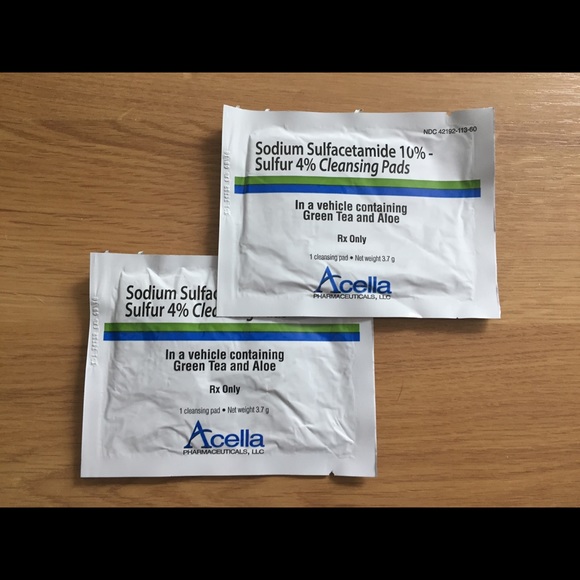 NDC 42192-119-60
Sodium Sulfacetamide 10% -
Sulfur 4% Cleansing Pads
In a vehicle containing
Green Tea and Aloe
Rx Only
1 cleansing pad • Net weight 3.7 g
Acella
PHARMACEUTICALS, LLC
Sodium
Sulfur 4%
In a vehicle containing
Green Tea and Aloe
Rx Only
1 cleansing pad • Net weight 3.7 g
Acella
PHARMACEUTICALS, LLC